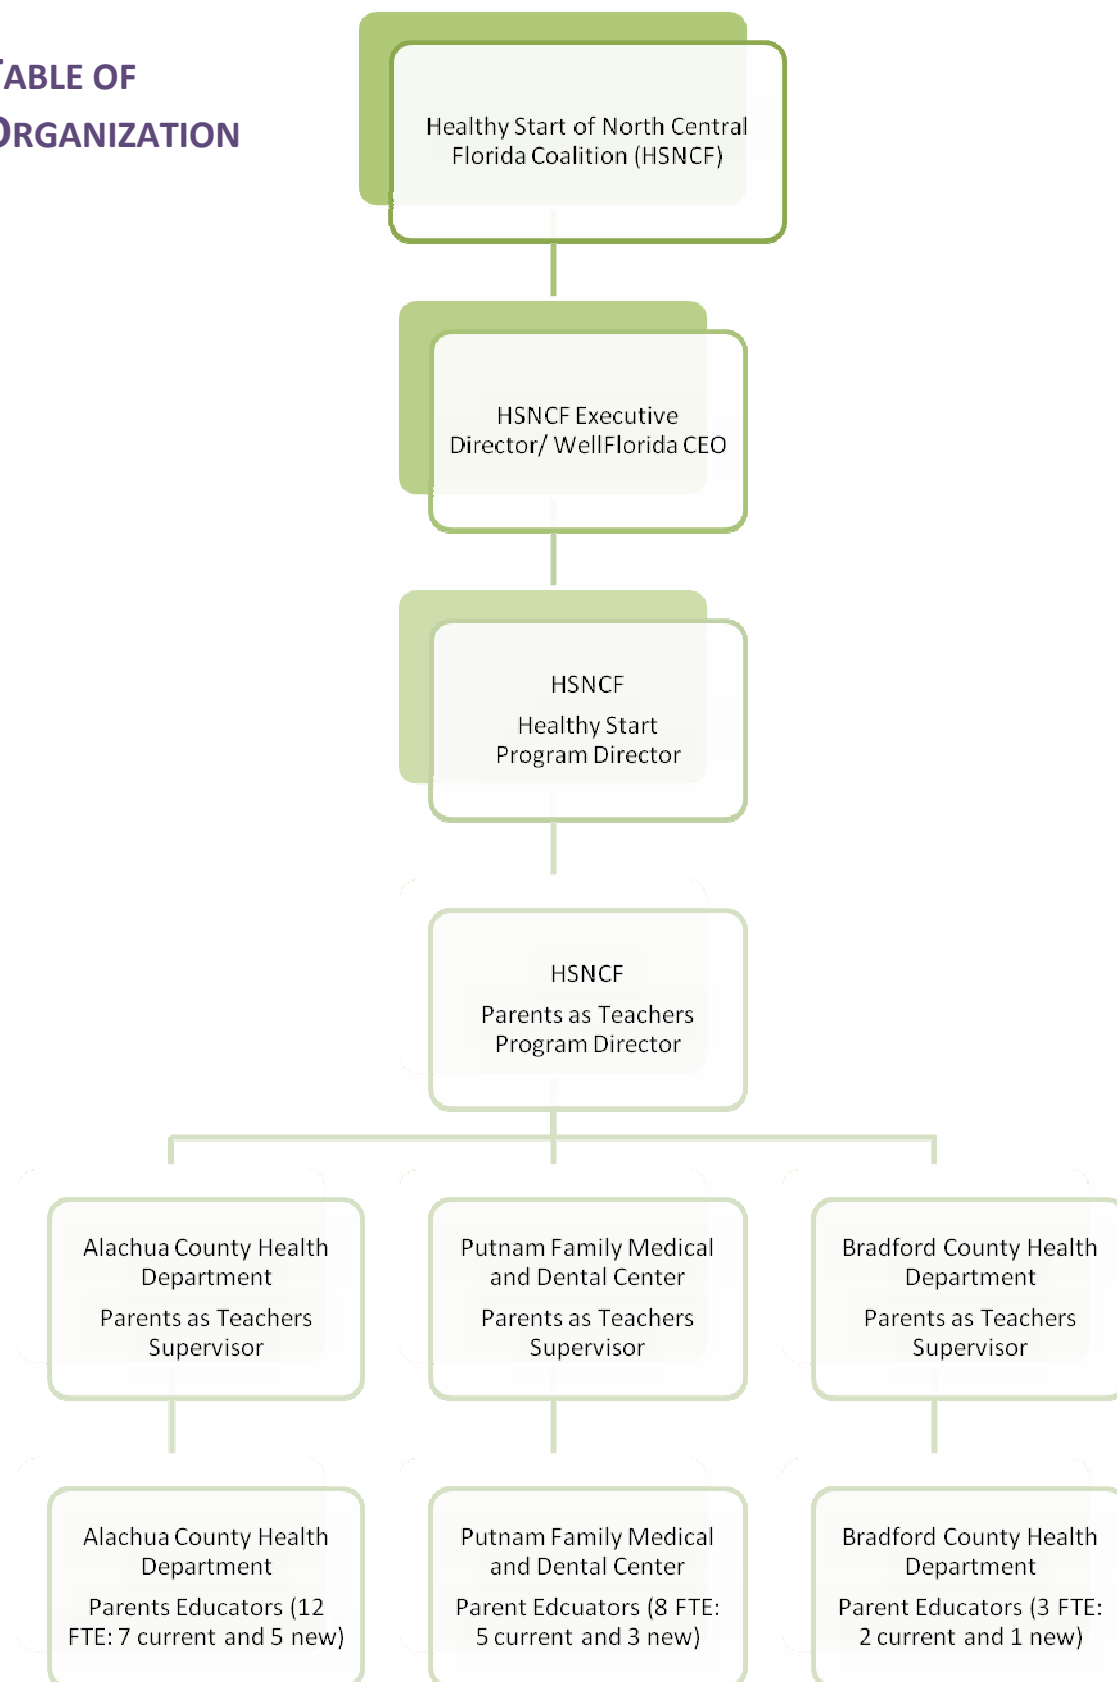 TABLE OF
ORGANIZATION
Healthy Start of North Central
Florida Coalition (HSNCF)
HSNCF Executive
Director/ WellFlorida CEO
HSNCF
Healthy Start
Program Director
HSNCF
Parents as Teachers
Program Director
Alachua County Health
Department
Parents as Teachers
Supervisor
Putnam Family Medical
and Dental Center
Parents as Teachers
Supervisor
Bradford County Health
Department
Parents as Teachers
Supervisor
Alachua County Health
Department
Parents Educators (12
FTE: 7 current and 5 new)
Putnam Family Medical
and Dental Center
Parent Edcuators (8 FTE:
5 current and 3 new)
Bradford County Health
Department
Parent Educators (3 FTE:
2 current and 1 new)